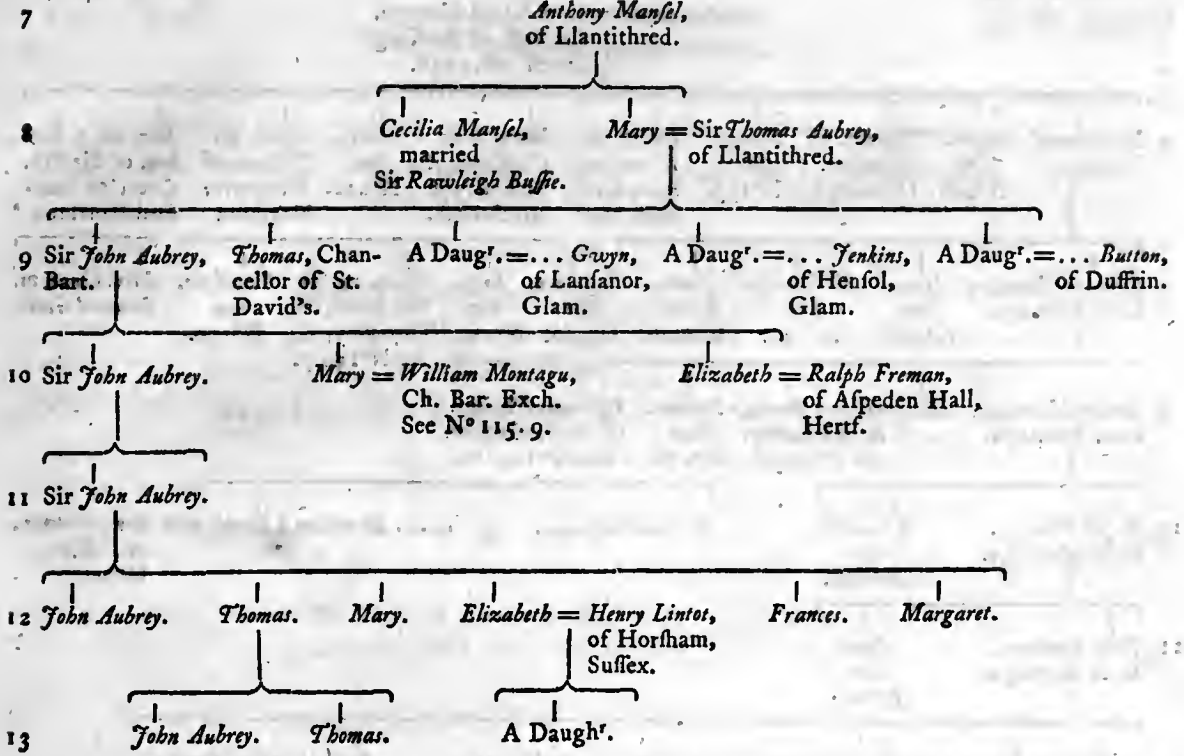 7
Anthony Manſel,
of Llantithred.
8
Cecilia Manſel,
married
Sir Rawleigh Buſſie.
Mary = Sir Thomas Aubrey,
of Llantithred.
9
Sir John Aubrey,
Bart.
Thomas, Chan-
cellor of St.
David's.
A Daugʳ.=... Gwyn,
of Lanſanor,
Glam.
A Daugʳ.=... Jenkins,
of Henſol,
Glam.
A Daugʳ.=... Button,
of Duffrin.
10
Sir John Aubrey.
Mary = William Montagu,
Ch. Bar. Exch.
See Nº 115. 9.
Elizabeth = Ralph Freman,
of Aſpeden Hall,
Hertſ.
11
Sir John Aubrey.
12
John Aubrey.
Thomas.
Mary.
Elizabeth = Henry Lintot,
of Horſham,
Suſſex.
Frances.
Margaret.
13
John Aubrey.
Thomas.
A Daughʳ.